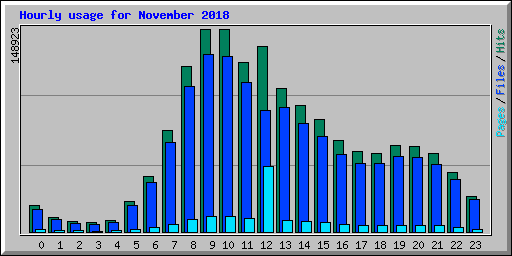 Hourly usage for November 2018
148923
Pages/Files/Hits
0 1 2 3 4 5 6 7 8 9 10 11 12 13 14 15 16 17 18 19 20 21 22 23